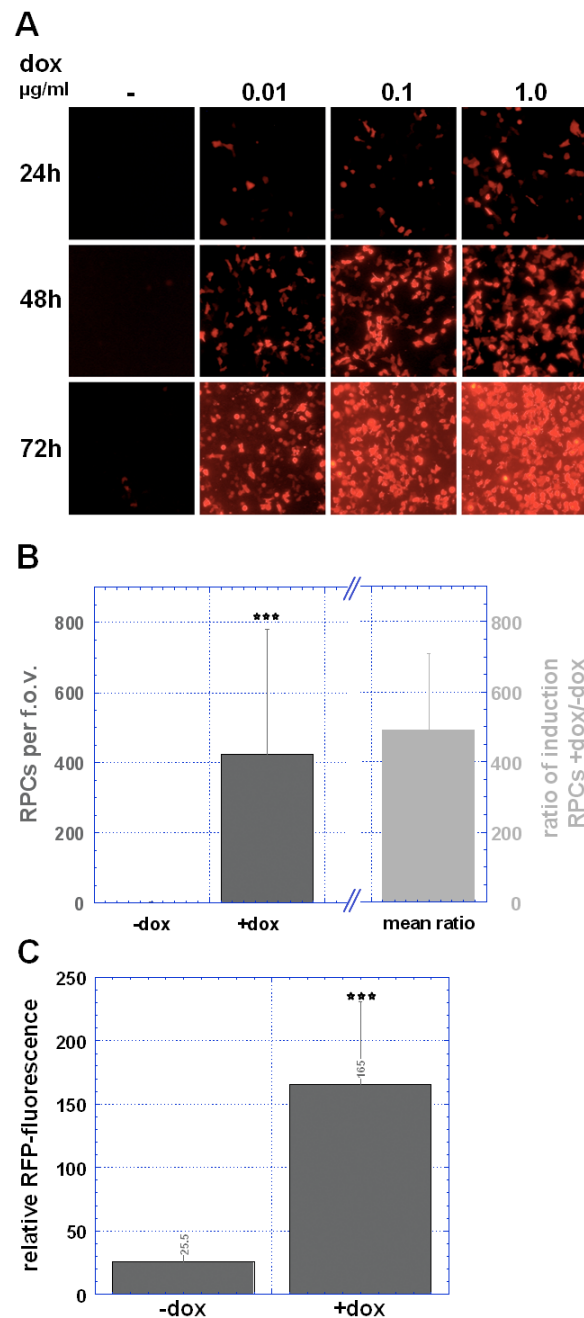 A
dox
µg/ml
- 0.01 0.1 1.0
24h
48h
72h
B
RPCs per f.o.v.
800
600
400
200
0
***
-dox +dox mean ratio
800
600
400
200
0
ratio of induction
RPCs +dox/-dox
C
relative RFP-fluorescence
250
200
150
100
50
0
25.5
***
165
-dox +dox